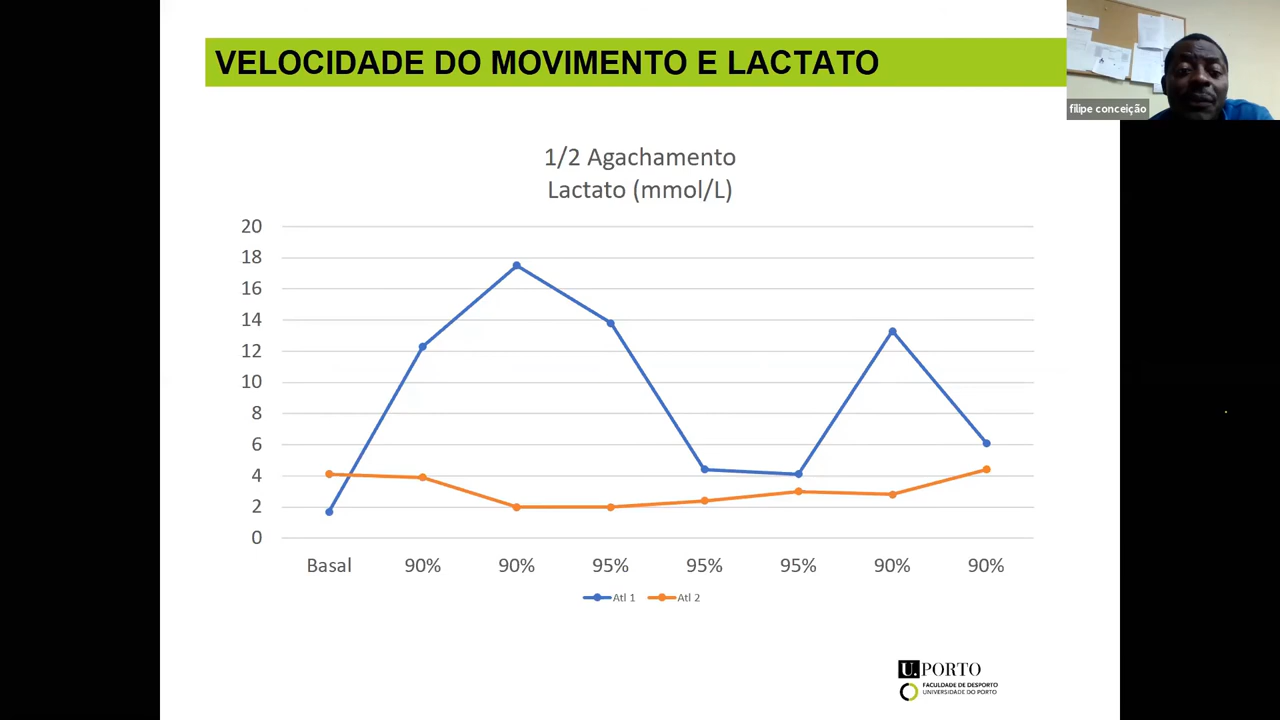 VELOCIDADE DO MOVIMENTO E LACTATO
filipe conceição
1/2 Agachamento
Lactato (mmol/L)
20
18
16
14
12
10
8
6
4
2
0
Basal 90% 90% 95% 95% 95% 90% 90%
Atl 1 Atl 2
U. PORTO
FACULDADE DE DESPORTO
UNIVERSIDADE DO PORTO